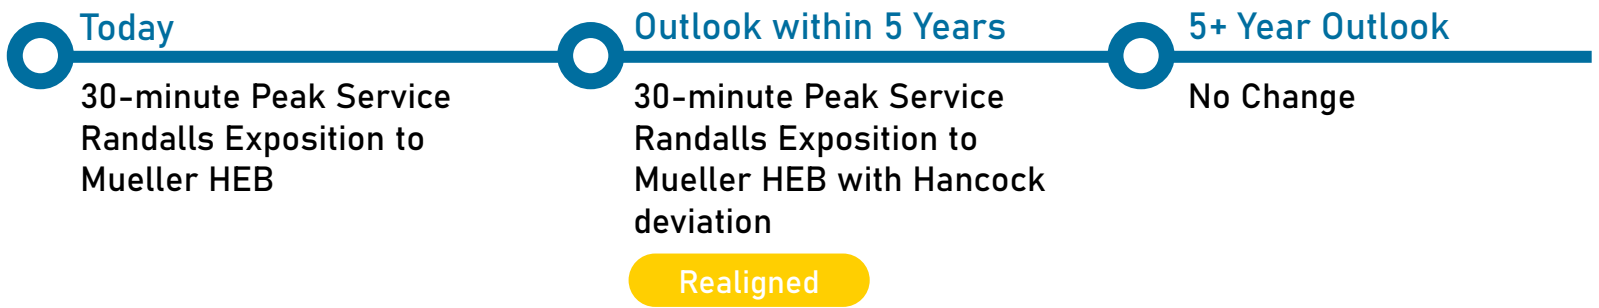 Today
30-minute Peak Service
Randalls Exposition to
Mueller HEB
Outlook within 5 Years
30-minute Peak Service
Randalls Exposition to
Mueller HEB with Hancock
deviation
Realigned
5+ Year Outlook
No Change